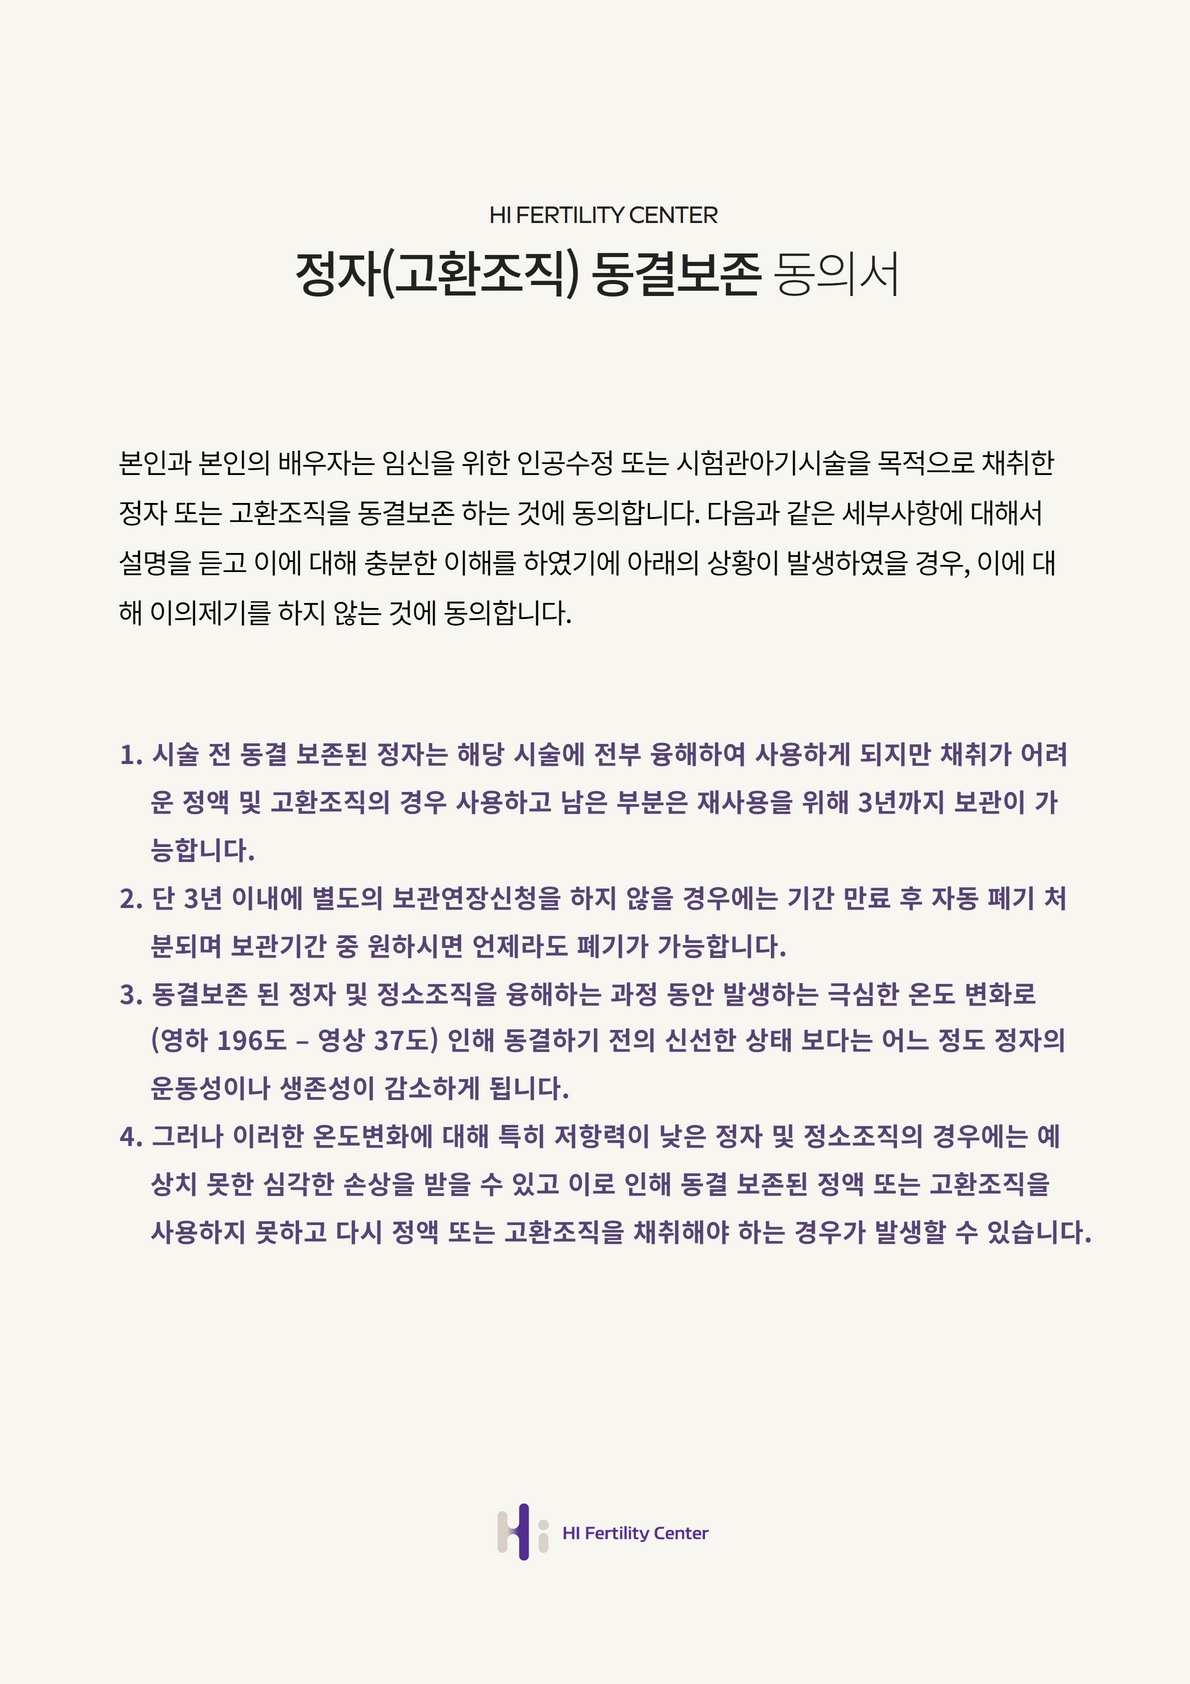 HI FERTILITY CENTER
정자(고환조직) 동결보존 동의서
본인과 본인의 배우자는 임신을 위한 인공수정 또는 시험관아기시술을 목적으로 채취한
정자 또는 고환조직을 동결보존 하는 것에 동의합니다. 다음과 같은 세부사항에 대해서
설명을 듣고 이에 대해 충분한 이해를 하였기에 아래의 상황이 발생하였을 경우, 이에 대
해 이의제기를 하지 않는 것에 동의합니다.
1. 시술 전 동결 보존된 정자는 해당 시술에 전부 융해하여 사용하게 되지만 채취가 어려
운 정액 및 고환조직의 경우 사용하고 남은 부분은 재사용을 위해 3년까지 보관이 가
능합니다.
2. 단 3년 이내에 별도의 보관연장신청을 하지 않을 경우에는 기간 만료 후 자동 폐기 처
분되며 보관기간 중 원하시면 언제라도 폐기가 가능합니다.
3. 동결보존 된 정자 및 정소조직을 융해하는 과정 동안 발생하는 극심한 온도 변화로
(영하 196도 – 영상 37도) 인해 동결하기 전의 신선한 상태 보다는 어느 정도 정자의
운동성이나 생존성이 감소하게 됩니다.
4. 그러나 이러한 온도변화에 대해 특히 저항력이 낮은 정자 및 정소조직의 경우에는 예
상치 못한 심각한 손상을 받을 수 있고 이로 인해 동결 보존된 정액 또는 고환조직을
사용하지 못하고 다시 정액 또는 고환조직을 채취해야 하는 경우가 발생할 수 있습니다.
Hi HI Fertility Center